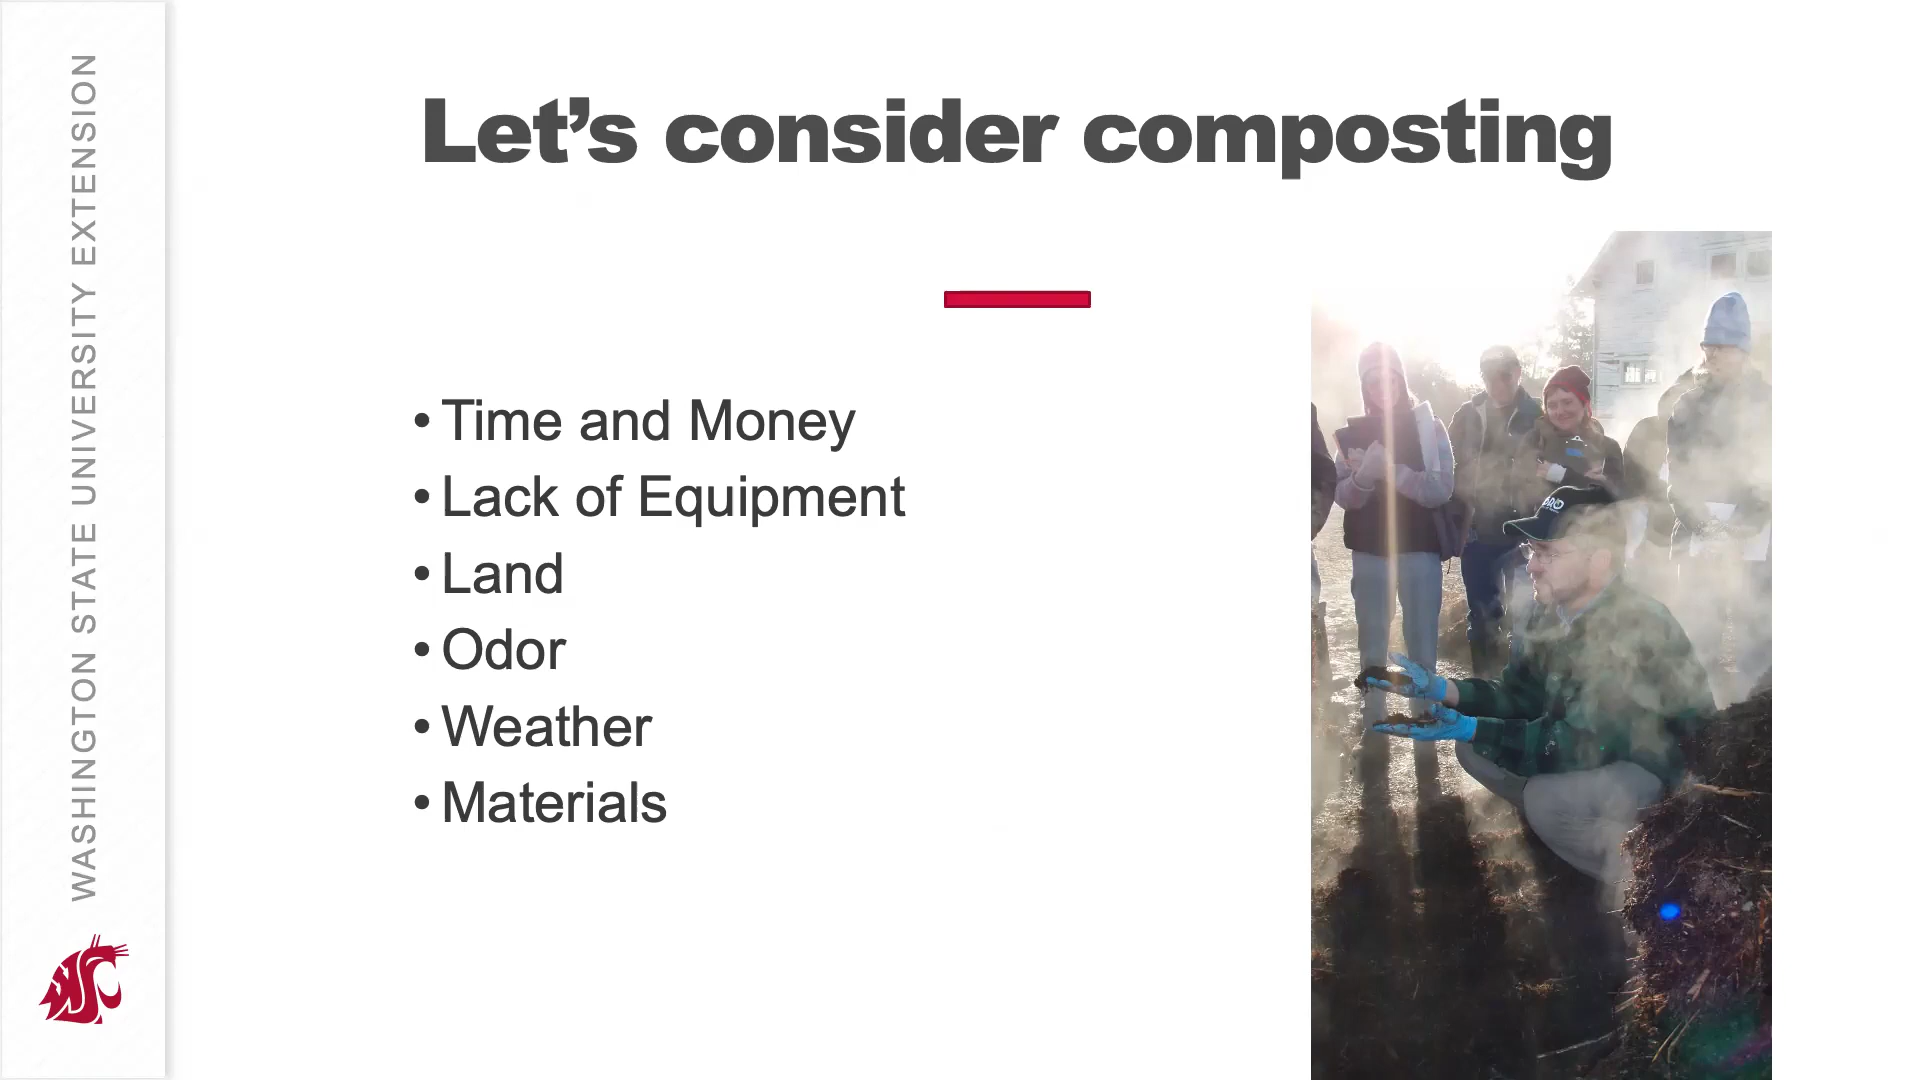 WASHINGTON STATE UNIVERSITY EXTENSION
Let’s consider composting
• Time and Money
• Lack of Equipment
• Land
• Odor
• Weather
• Materials